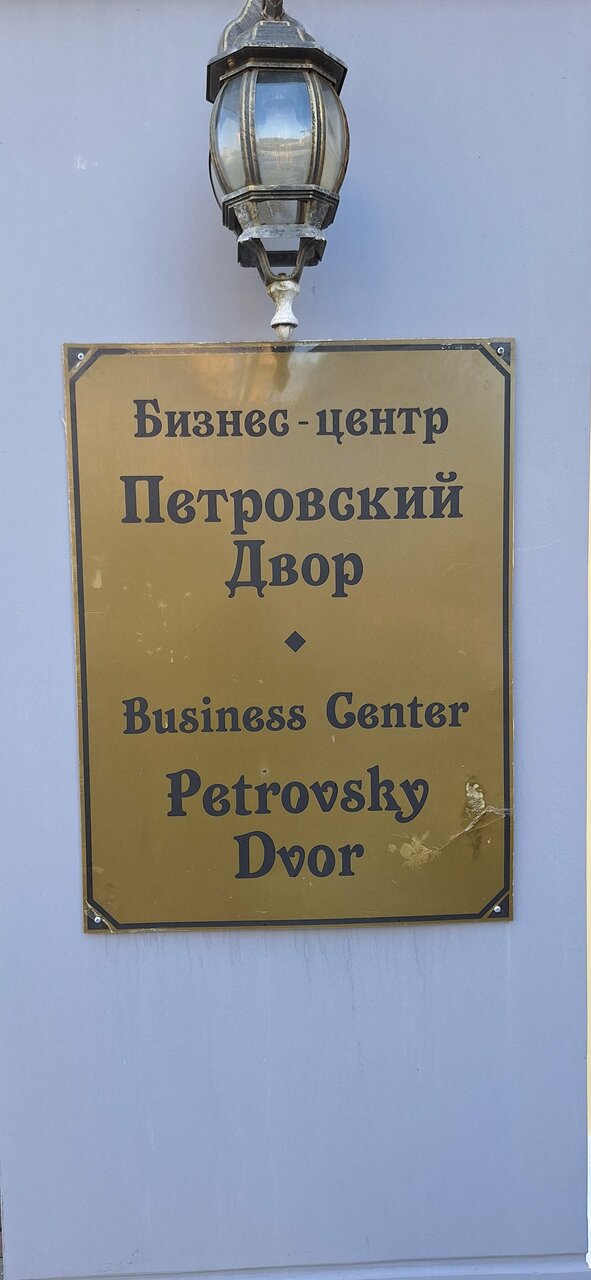 Бизнес-центр
Петровский
Двор
Business Center
Petrovsky
Dvor